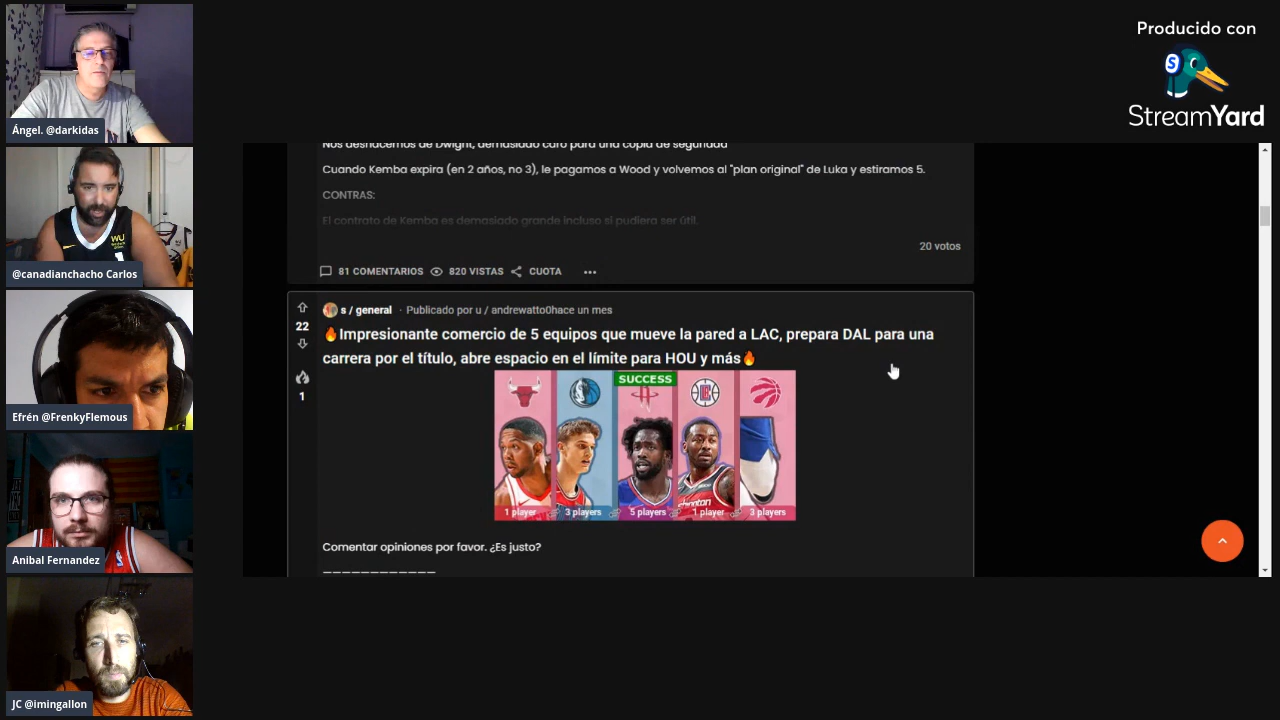 Ángel. @darkidas
@canadianchacho Carlos
Efrén @FrenkyFlemous
Anibal Fernandez
JC @imingallon
Producido con
StreamYard
Nos deshacemos de Dwight, demasiado caro para una copia de seguridad
Cuando Kemba expira (en 2 años, no 3), le pagamos a Wood y volvemos al "plan original" de Luka y estiramos 5.
CONTRAS:
El contrato de Kemba es demasiado grande incluso si pudiera ser útil.
20 votos
81 COMENTARIOS 820 VISTAS CUOTA
22
1
s / general · Publicado por u / andrewatto0hace un mes
🔥Impresionante comercio de 5 equipos que mueve la pared a LAC, prepara DAL para una
carrera por el título, abre espacio en el límite para HOU y más🔥
SUCCESS
1 player 3 players 5 players 1 player 3 players
Comentar opiniones por favor. ¿Es justo?
____________